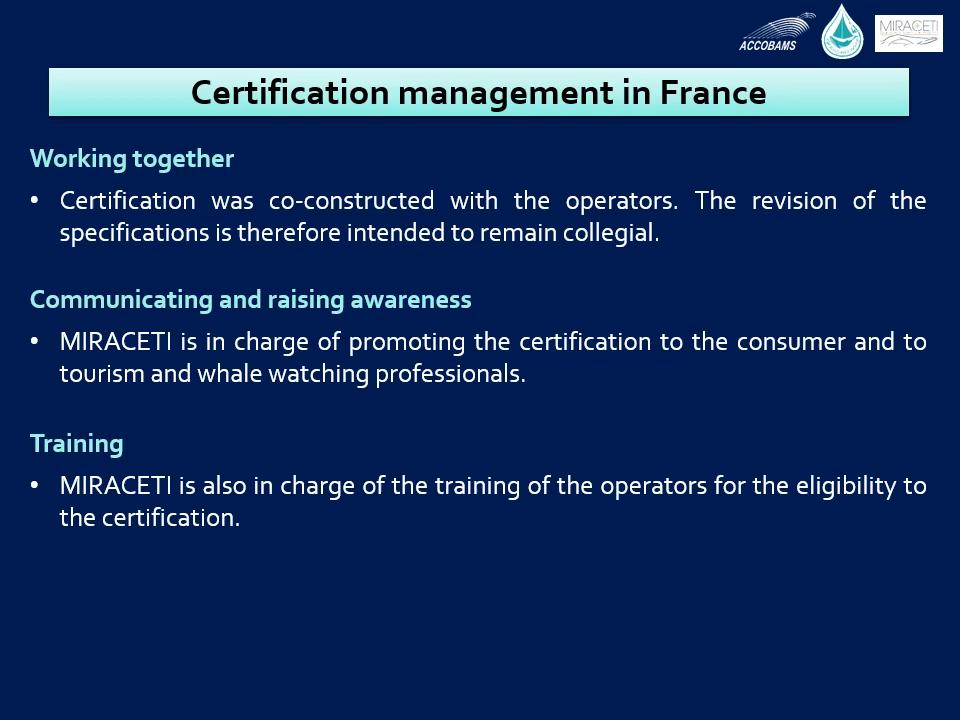 ACCOBAMS
MIRACETI
Certification management in France
Working together
• Certification was co-constructed with the operators. The revision of the
specifications is therefore intended to remain collegial.
Communicating and raising awareness
• MIRACETI is in charge of promoting the certification to the consumer and to
tourism and whale watching professionals.
Training
• MIRACETI is also in charge of the training of the operators for the eligibility to
the certification.